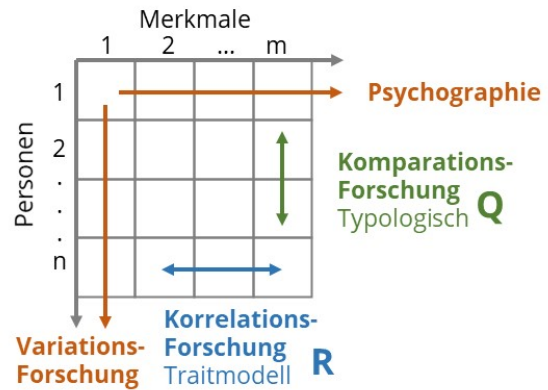 Merkmale
1 2 ... m
Personen
1
2
.
.
.
n
Psychographie
Komparations-
Forschung
Typologisch Q
Korrelations-
Forschung
Traitmodell R
Variations-
Forschung